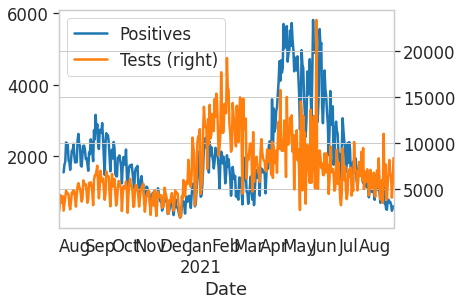 Positives
Tests (right)
6000
4000
2000
20000
15000
10000
5000
Aug Sep Oct Nov Dec Jan Feb Mar Apr May Jun Jul Aug
2021
Date